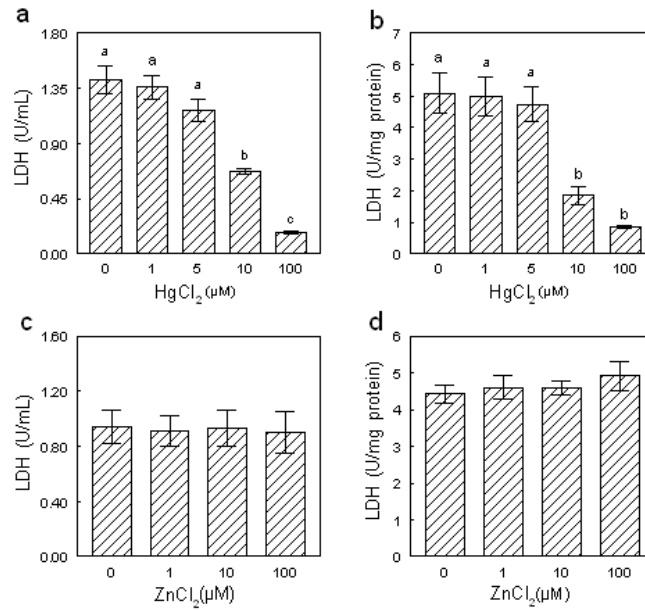 a
LDH (U/mL)
1.80
1.35
0.90
0.45
0.00
a
a
a
b
c
0 1 5 10 100
HgCl₂(μM)
b
LDH (U/mg protein)
7
6
5
4
3
2
1
0
a
a
a
b
b
0 1 5 10 100
HgCl₂(μM)
c
LDH (U/mL)
1.60
1.20
0.80
0.40
0.00
0 1 10 100
ZnCl₂(μM)
d
LDH (U/mg protein)
6
5
4
3
2
1
0
0 1 10 100
ZnCl₂(μM)